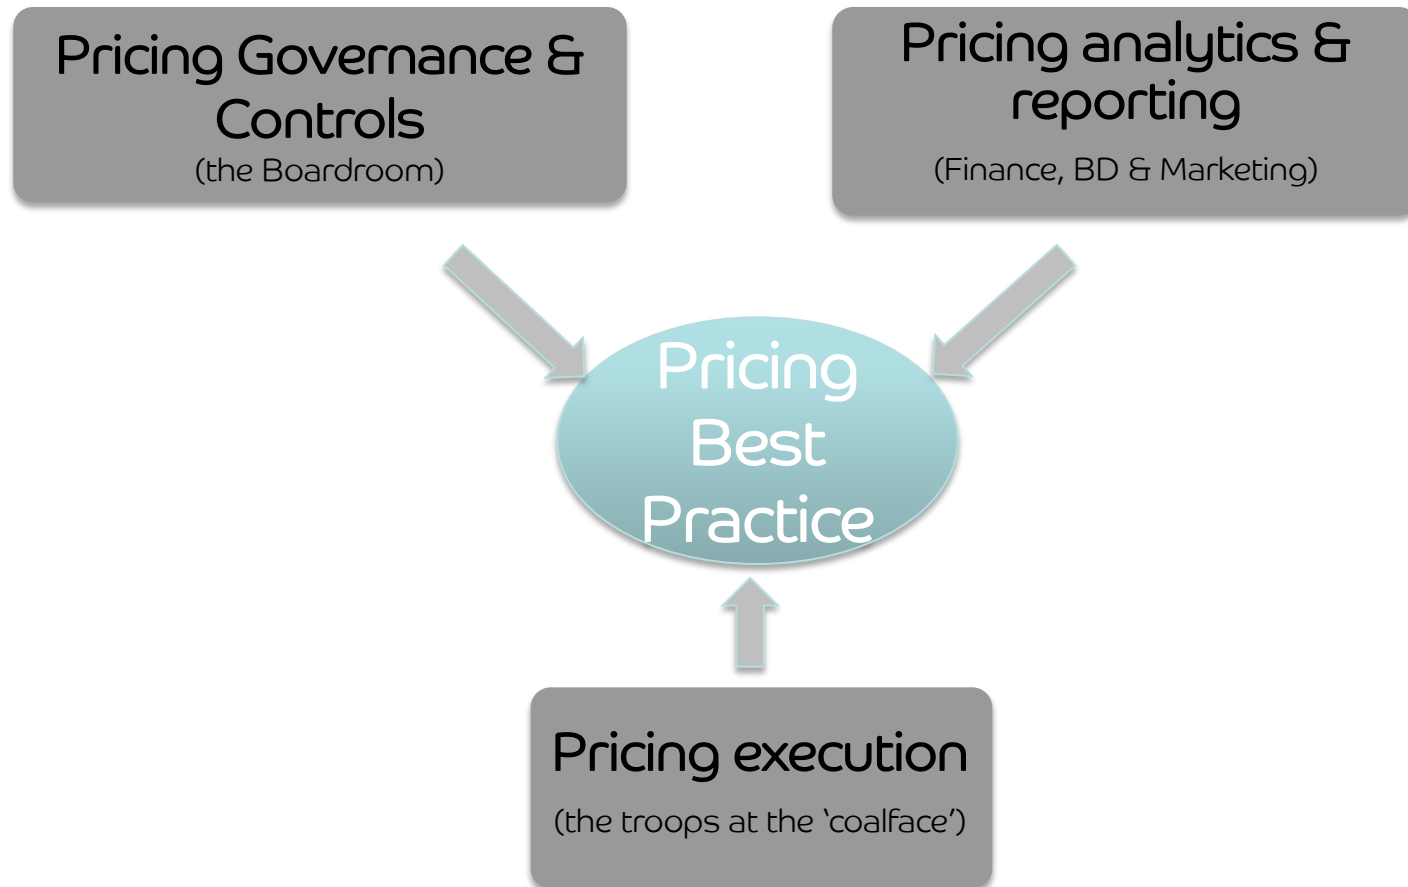 Pricing Governance &
Controls
(the Boardroom)
Pricing analytics &
reporting
(Finance, BD & Marketing)
Pricing
Best
Practice
Pricing execution
(the troops at the ‘coalface’)